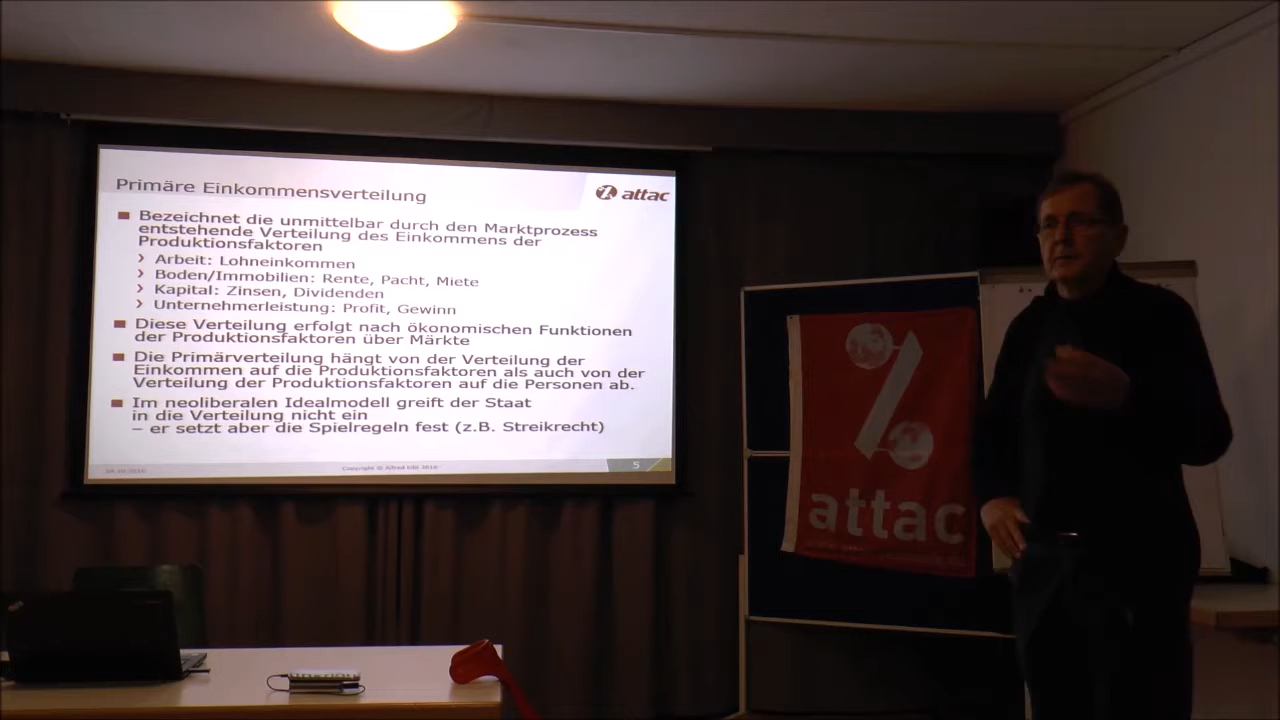 Primäre Einkommensverteilung
attac
Bezeichnet die unmittelbar durch den Marktprozess
entstehende Verteilung des Einkommens der
Produktionsfaktoren
Arbeit: Lohneinkommen
Boden/Immobilien: Rente, Pacht, Miete
Kapital: Zinsen, Dividenden
Unternehmerleistung: Profit, Gewinn
Diese Verteilung erfolgt nach ökonomischen Funktionen
der Produktionsfaktoren über Märkte
Die Primärverteilung hängt von der Verteilung der
Einkommen auf die Produktionsfaktoren als auch von der
Verteilung der Produktionsfaktoren auf die Personen ab.
Im neoliberalen Idealmodell greift der Staat
in die Verteilung nicht ein
– er setzt aber die Spielregeln fest (z.B. Streikrecht)
5
attac